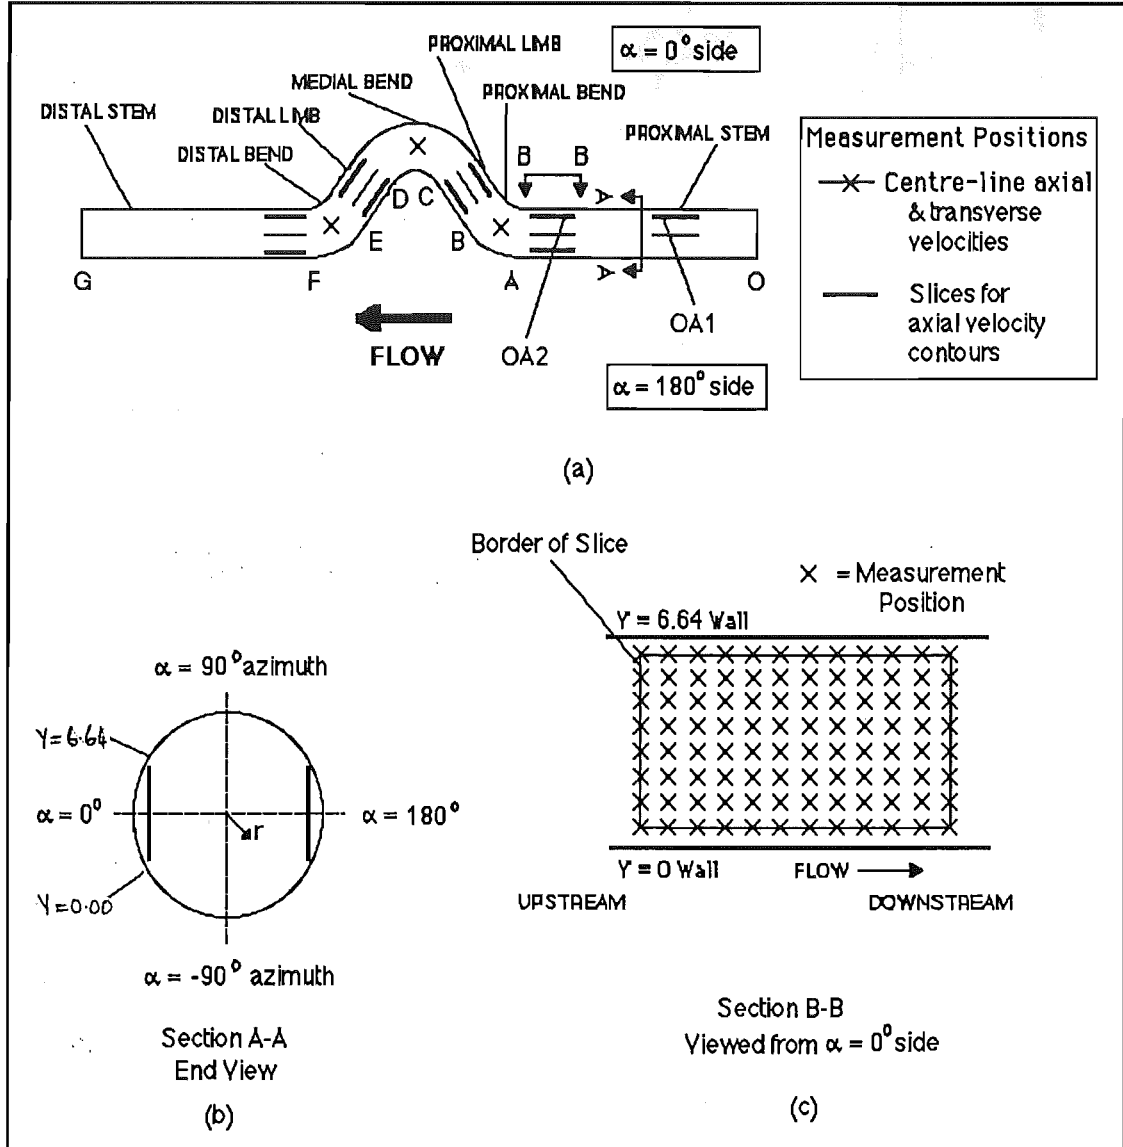 α = 0° side
PROXIMAL LIMB
MEDIAL BEND
PROXIMAL BEND
DISTAL STEM
DISTAL LIMB
PROXIMAL STEM
DISTAL BEND
B B
A
D C
E B
A
G F A O
OA1
OA2
FLOW
α = 180° side
Measurement Positions
Centre-line axial
& transverse
velocities
Slices for
axial velocity
contours
(a)
Border of Slice
X = Measurement
Position
Y = 6.64 Wall
Y = 0 Wall
FLOW
UPSTREAM
DOWNSTREAM
Section B-B
Viewed from α = 0° side
(c)
α = 90° azimuth
Y=6.64
α = 0°
r
α = 180°
Y=0.00
α = -90° azimuth
Section A-A
End View
(b)